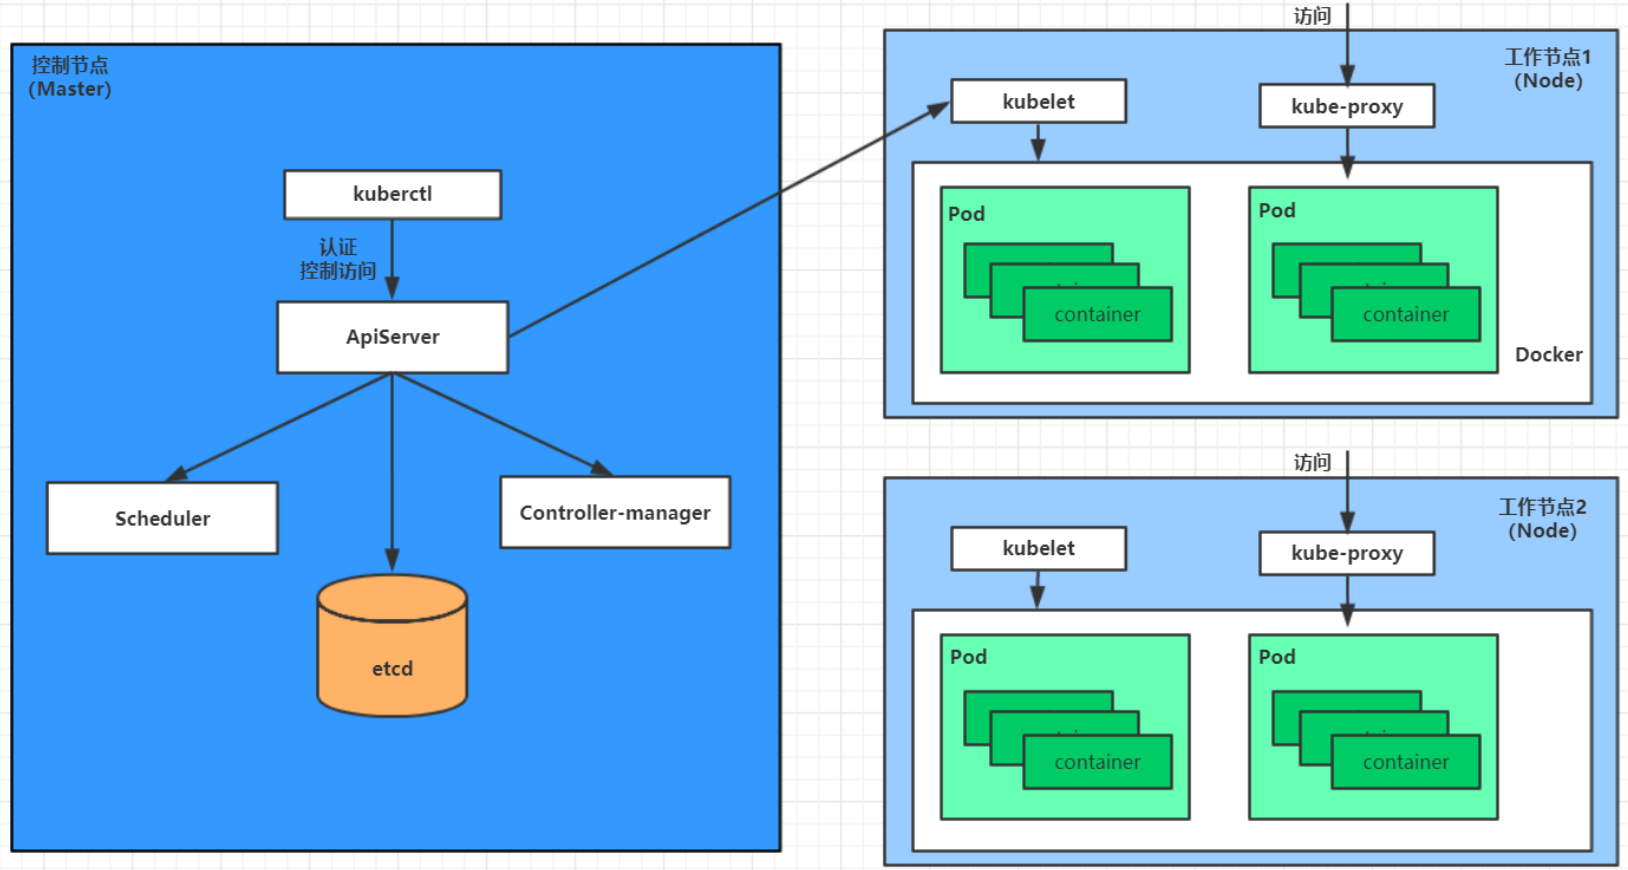 控制节点
(Master)
kuberctl
认证
控制访问
ApiServer
Scheduler
Controller-manager
etcd
访问
工作节点1
(Node)
kubelet
kube-proxy
Pod
container
Pod
container
Docker
访问
工作节点2
(Node)
kubelet
kube-proxy
Pod
container
Pod
container